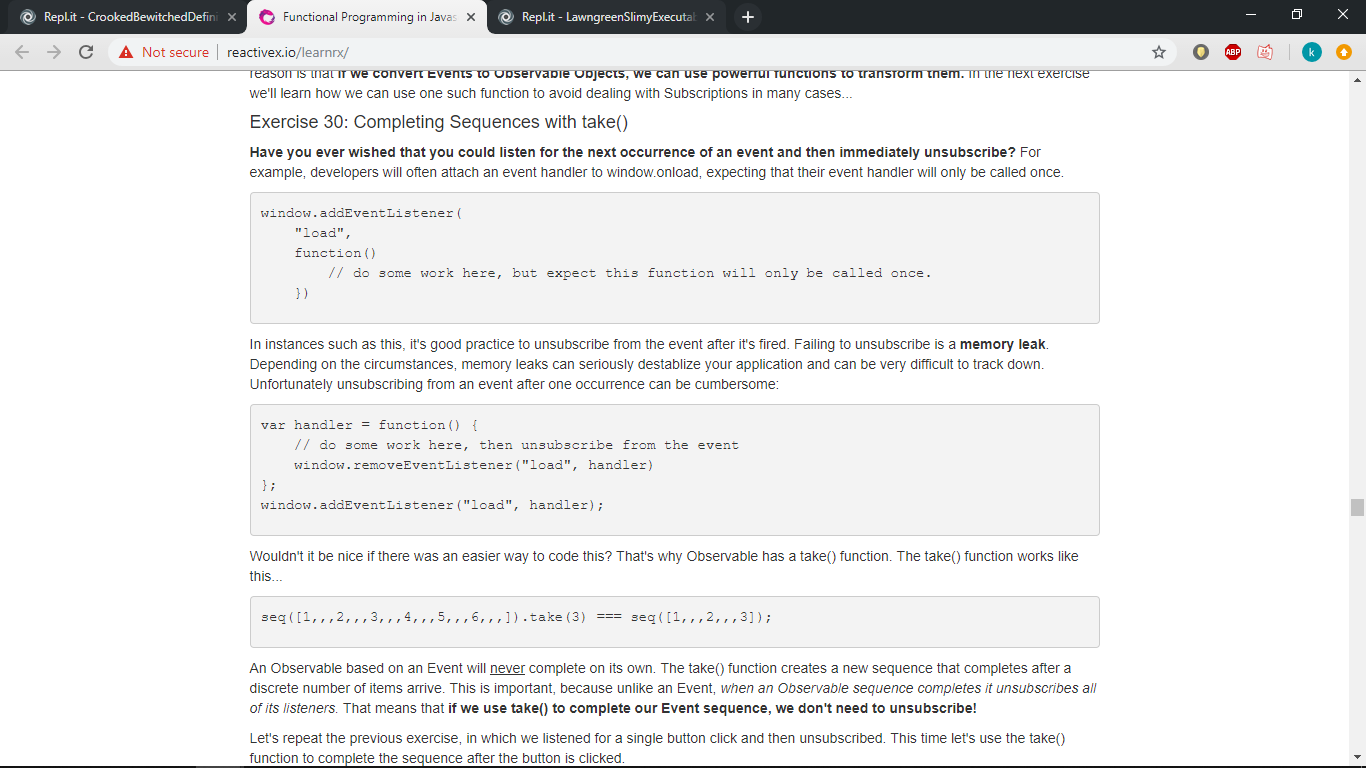 Repl.it - CrookedBewitchedDefini
Functional Programming in Javas
Repl.it - LawngreenSlimyExecuta
Not secure
reactivex.io/learnrx/
ABP
k
reason is that if we convert Events to Observable Objects, we can use powerful functions to transform them. In the next exercise
we'll learn how we can use one such function to avoid dealing with Subscriptions in many cases...
Exercise 30: Completing Sequences with take()
Have you ever wished that you could listen for the next occurrence of an event and then immediately unsubscribe? For
example, developers will often attach an event handler to window.onload, expecting that their event handler will only be called once.
window.addEventListener(
"load",
function()
// do some work here, but expect this function will only be called once.
})
In instances such as this, it's good practice to unsubscribe from the event after it's fired. Failing to unsubscribe is a memory leak.
Depending on the circumstances, memory leaks can seriously destablize your application and can be very difficult to track down.
Unfortunately unsubscribing from an event after one occurrence can be cumbersome:
var handler = function() {
// do some work here, then unsubscribe from the event
window.removeEventListener("load", handler)
};
window.addEventListener("load", handler);
Wouldn't it be nice if there was an easier way to code this? That's why Observable has a take() function. The take() function works like
this...
seq([1,,,2,,,3,,,4,,,5,,,6,,,]).take(3) === seq([1,,,2,,,3]);
An Observable based on an Event will never complete on its own. The take() function creates a new sequence that completes after a
discrete number of items arrive. This is important, because unlike an Event, when an Observable sequence completes it unsubscribes all
of its listeners. That means that if we use take() to complete our Event sequence, we don't need to unsubscribe!
Let's repeat the previous exercise, in which we listened for a single button click and then unsubscribed. This time let's use the take()
function to complete the sequence after the button is clicked.